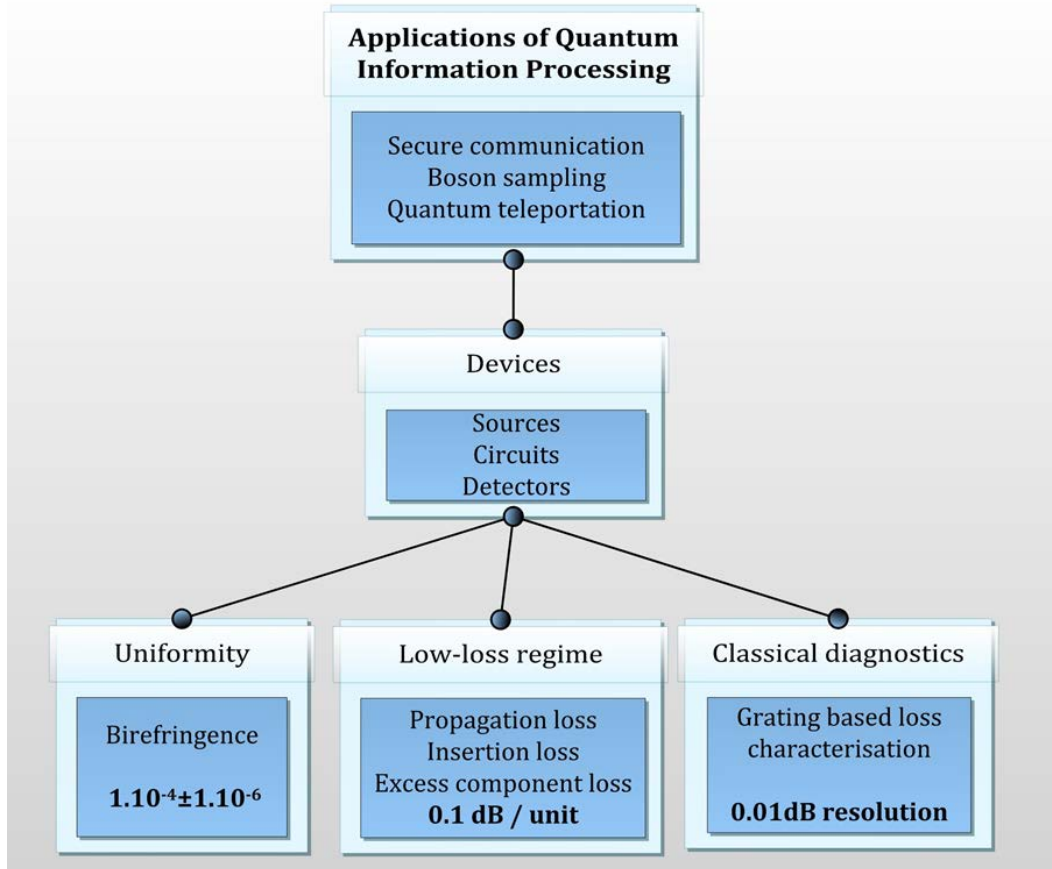 Applications of Quantum
Information Processing
Secure communication
Boson sampling
Quantum teleportation
Devices
Sources
Circuits
Detectors
Uniformity
Birefringence
1.10⁻⁴±1.10⁻⁶
Low-loss regime
Propagation loss
Insertion loss
Excess component loss
0.1 dB / unit
Classical diagnostics
Grating based loss
characterisation
0.01dB resolution